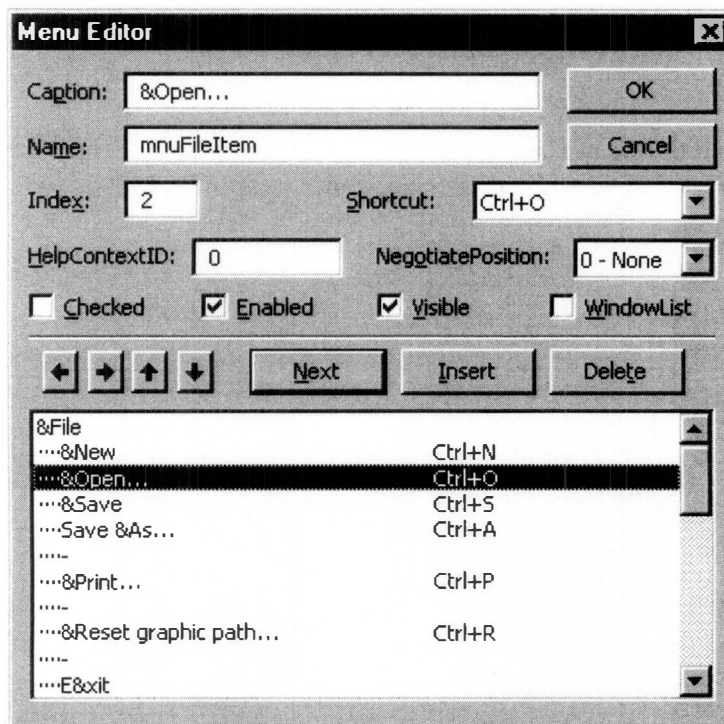 Menu Editor
Caption: &Open... OK
Name: mnuFileItem Cancel
Index: 2 Shortcut: Ctrl+O
HelpContextID: 0 NegotiatePosition: 0 - None
Checked Enabled Visible WindowList
Next Insert Delete
&File
····&New Ctrl+N
····&Open... Ctrl+O
····&Save Ctrl+S
····Save &As... Ctrl+A
····-
····&Print... Ctrl+P
····-
····&Reset graphic path... Ctrl+R
····-
····E&xit